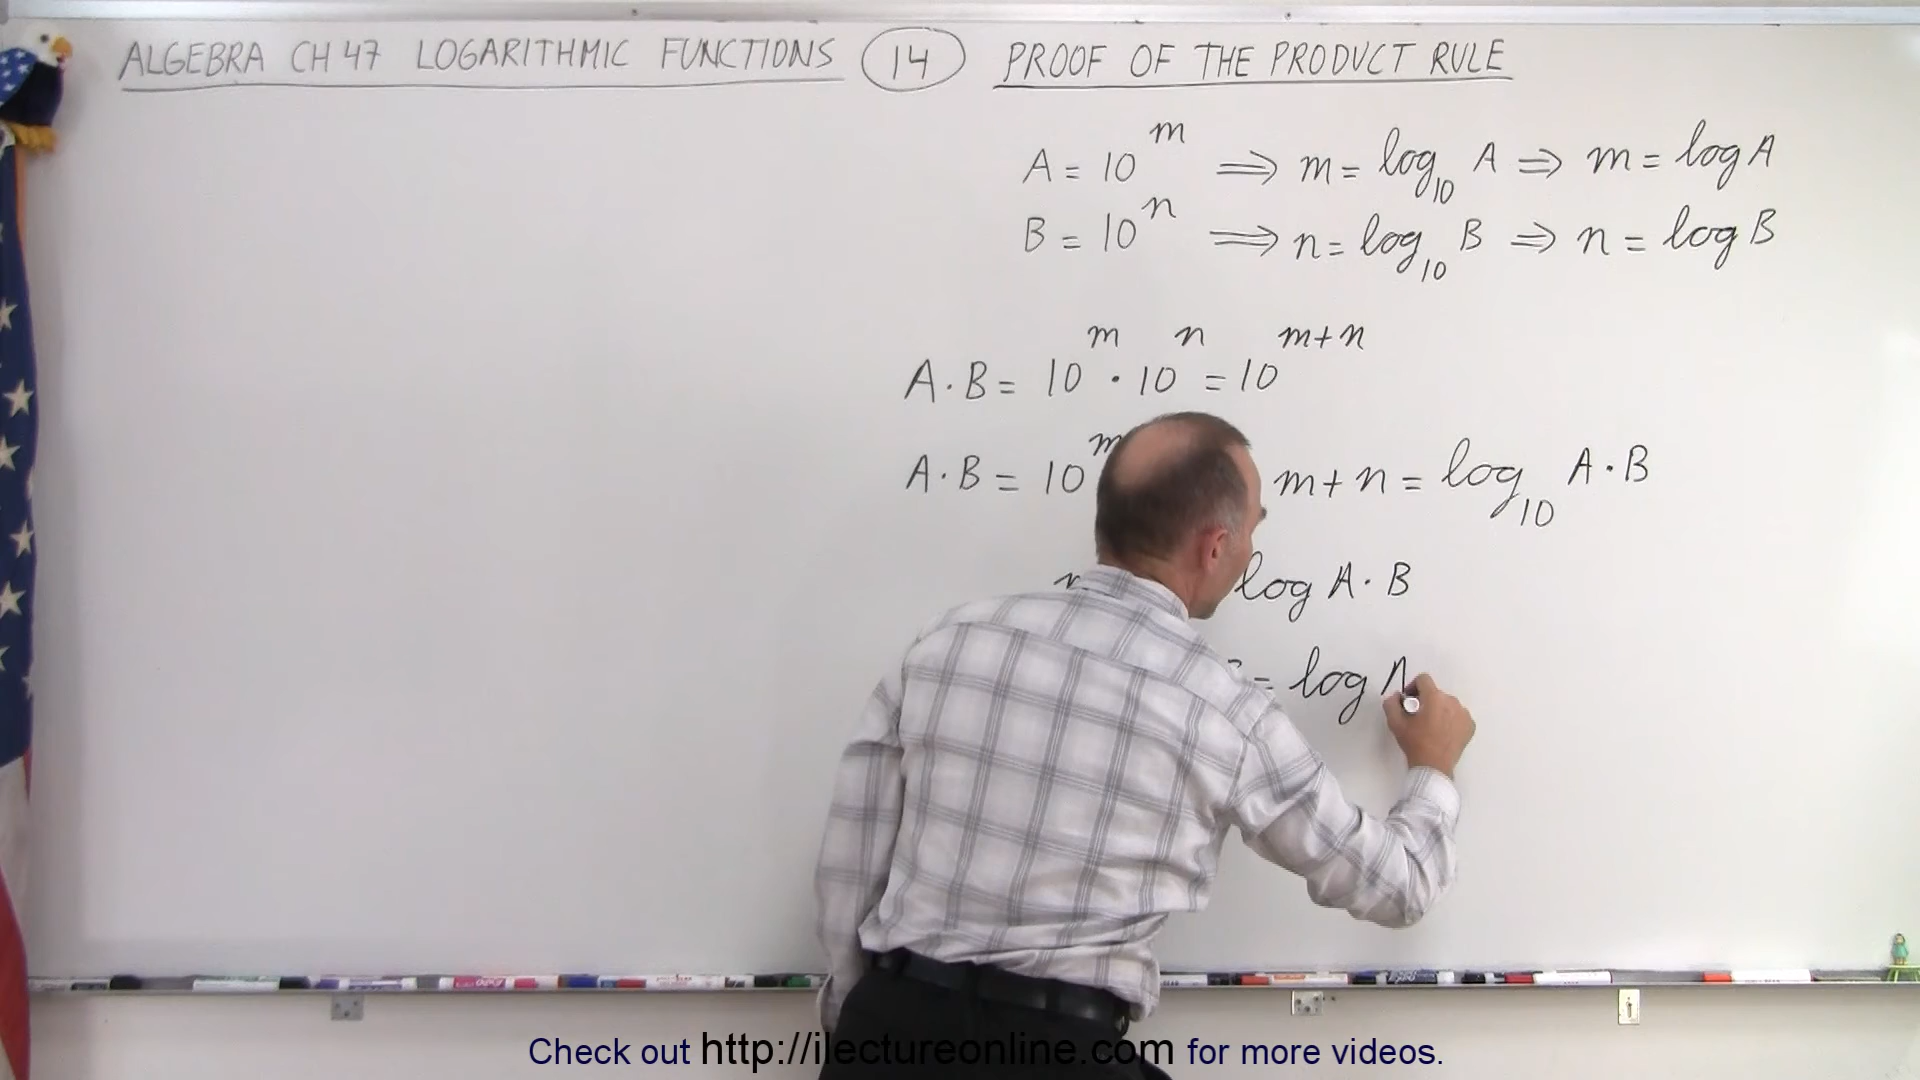 ALGEBRA CH 47 LOGARITHMIC FUNCTIONS 14 PROOF OF THE PRODUCT RULE
A = 10^m ⟹ m = log₁₀ A ⟹ m = log A
B = 10^n ⟹ n = log₁₀ B ⟹ n = log B
A · B = 10^m · 10^n = 10^(m+n)
A · B = 10^m m + n = log₁₀ A · B
log A · B
= log A
Check out http://ilectureonline.com for more videos.